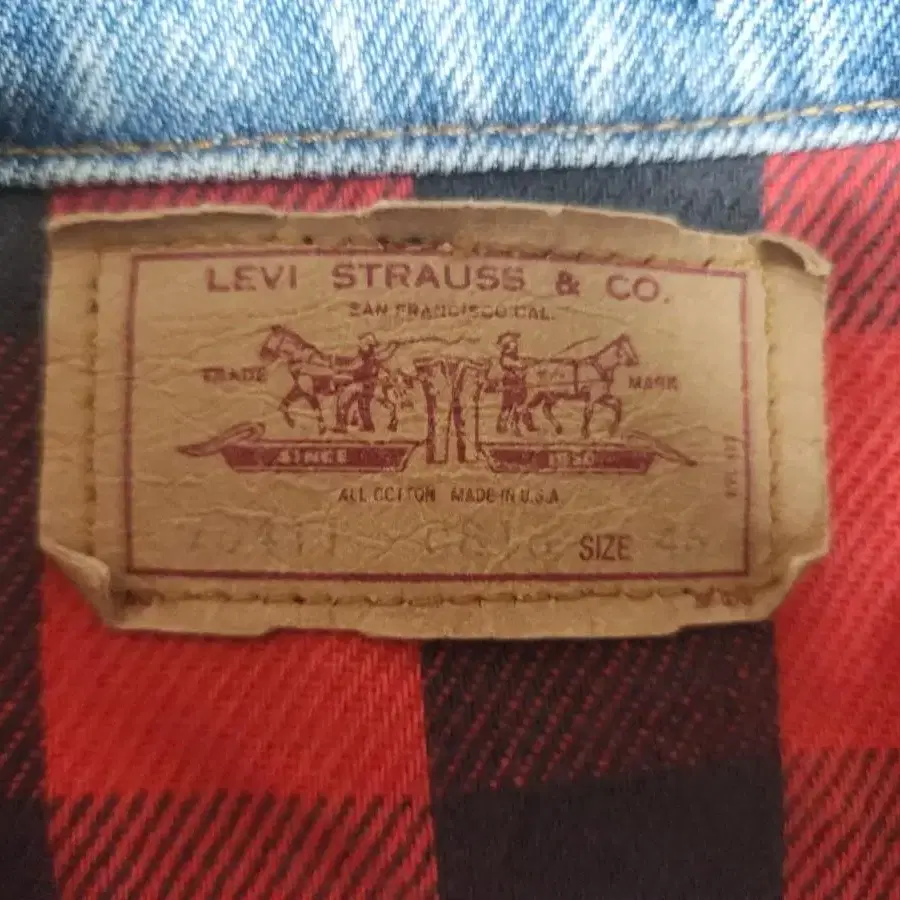 LEVI STRAUSS & CO.
SAN FRANCISCO CAL.
TRADE MARK
SINCE 1850
ALL COTTON MADE IN U.S.A
SIZE